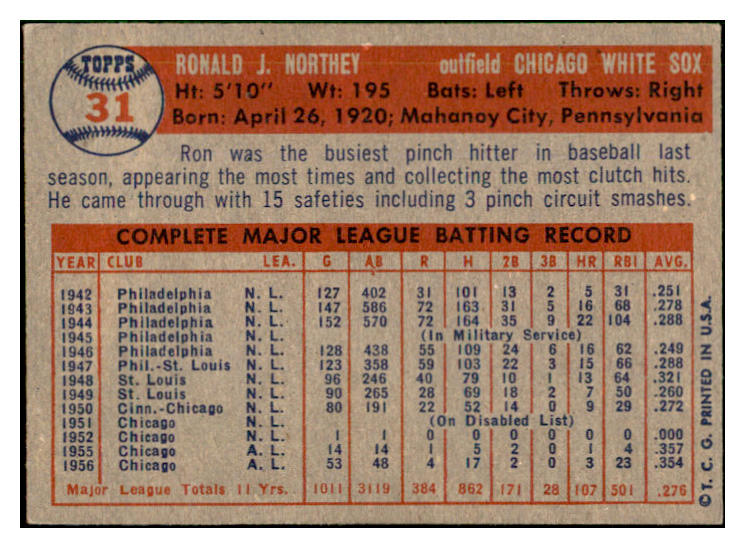 TOPPS
31
RONALD J. NORTHEY outfield CHICAGO WHITE SOX
Ht: 5'10" Wt: 195 Bats: Left Throws: Right
Born: April 26, 1920; Mahanoy City, Pennsylvania
Ron was the busiest pinch hitter in baseball last
season, appearing the most times and collecting the most clutch hits.
He came through with 15 safeties including 3 pinch circuit smashes.
COMPLETE MAJOR LEAGUE BATTING RECORD
YEAR CLUB LEA. G AB R H 2B 3B HR RBI AVG.
1942 Philadelphia N. L. 127 402 31 101 13 2 5 31 .251
1943 Philadelphia N. L. 147 586 72 163 31 5 16 68 .278
1944 Philadelphia N. L. 152 570 72 164 35 9 22 104 .288
1945 Philadelphia N. L. (In Military Service)
1946 Philadelphia N. L. 128 438 55 109 24 6 16 62 .249
1947 Phil.-St. Louis N. L. 123 358 59 103 22 3 15 66 .288
1948 St. Louis N. L. 96 246 40 79 10 1 13 64 .321
1949 St. Louis N. L. 90 265 28 69 18 2 7 50 .260
1950 Cinn.-Chicago N. L. 80 191 22 52 14 0 9 29 .272
1951 Chicago N. L. (On Disabled List)
1952 Chicago N. L. 1 1 0 0 0 0 0 0 .000
1955 Chicago A. L. 14 14 1 5 2 0 1 4 .357
1956 Chicago A. L. 53 48 4 17 2 0 3 23 .354
Major League Totals 11 Yrs. 1011 3119 384 862 171 28 107 501 .276
© T. C. G. PRINTED IN U.S.A.